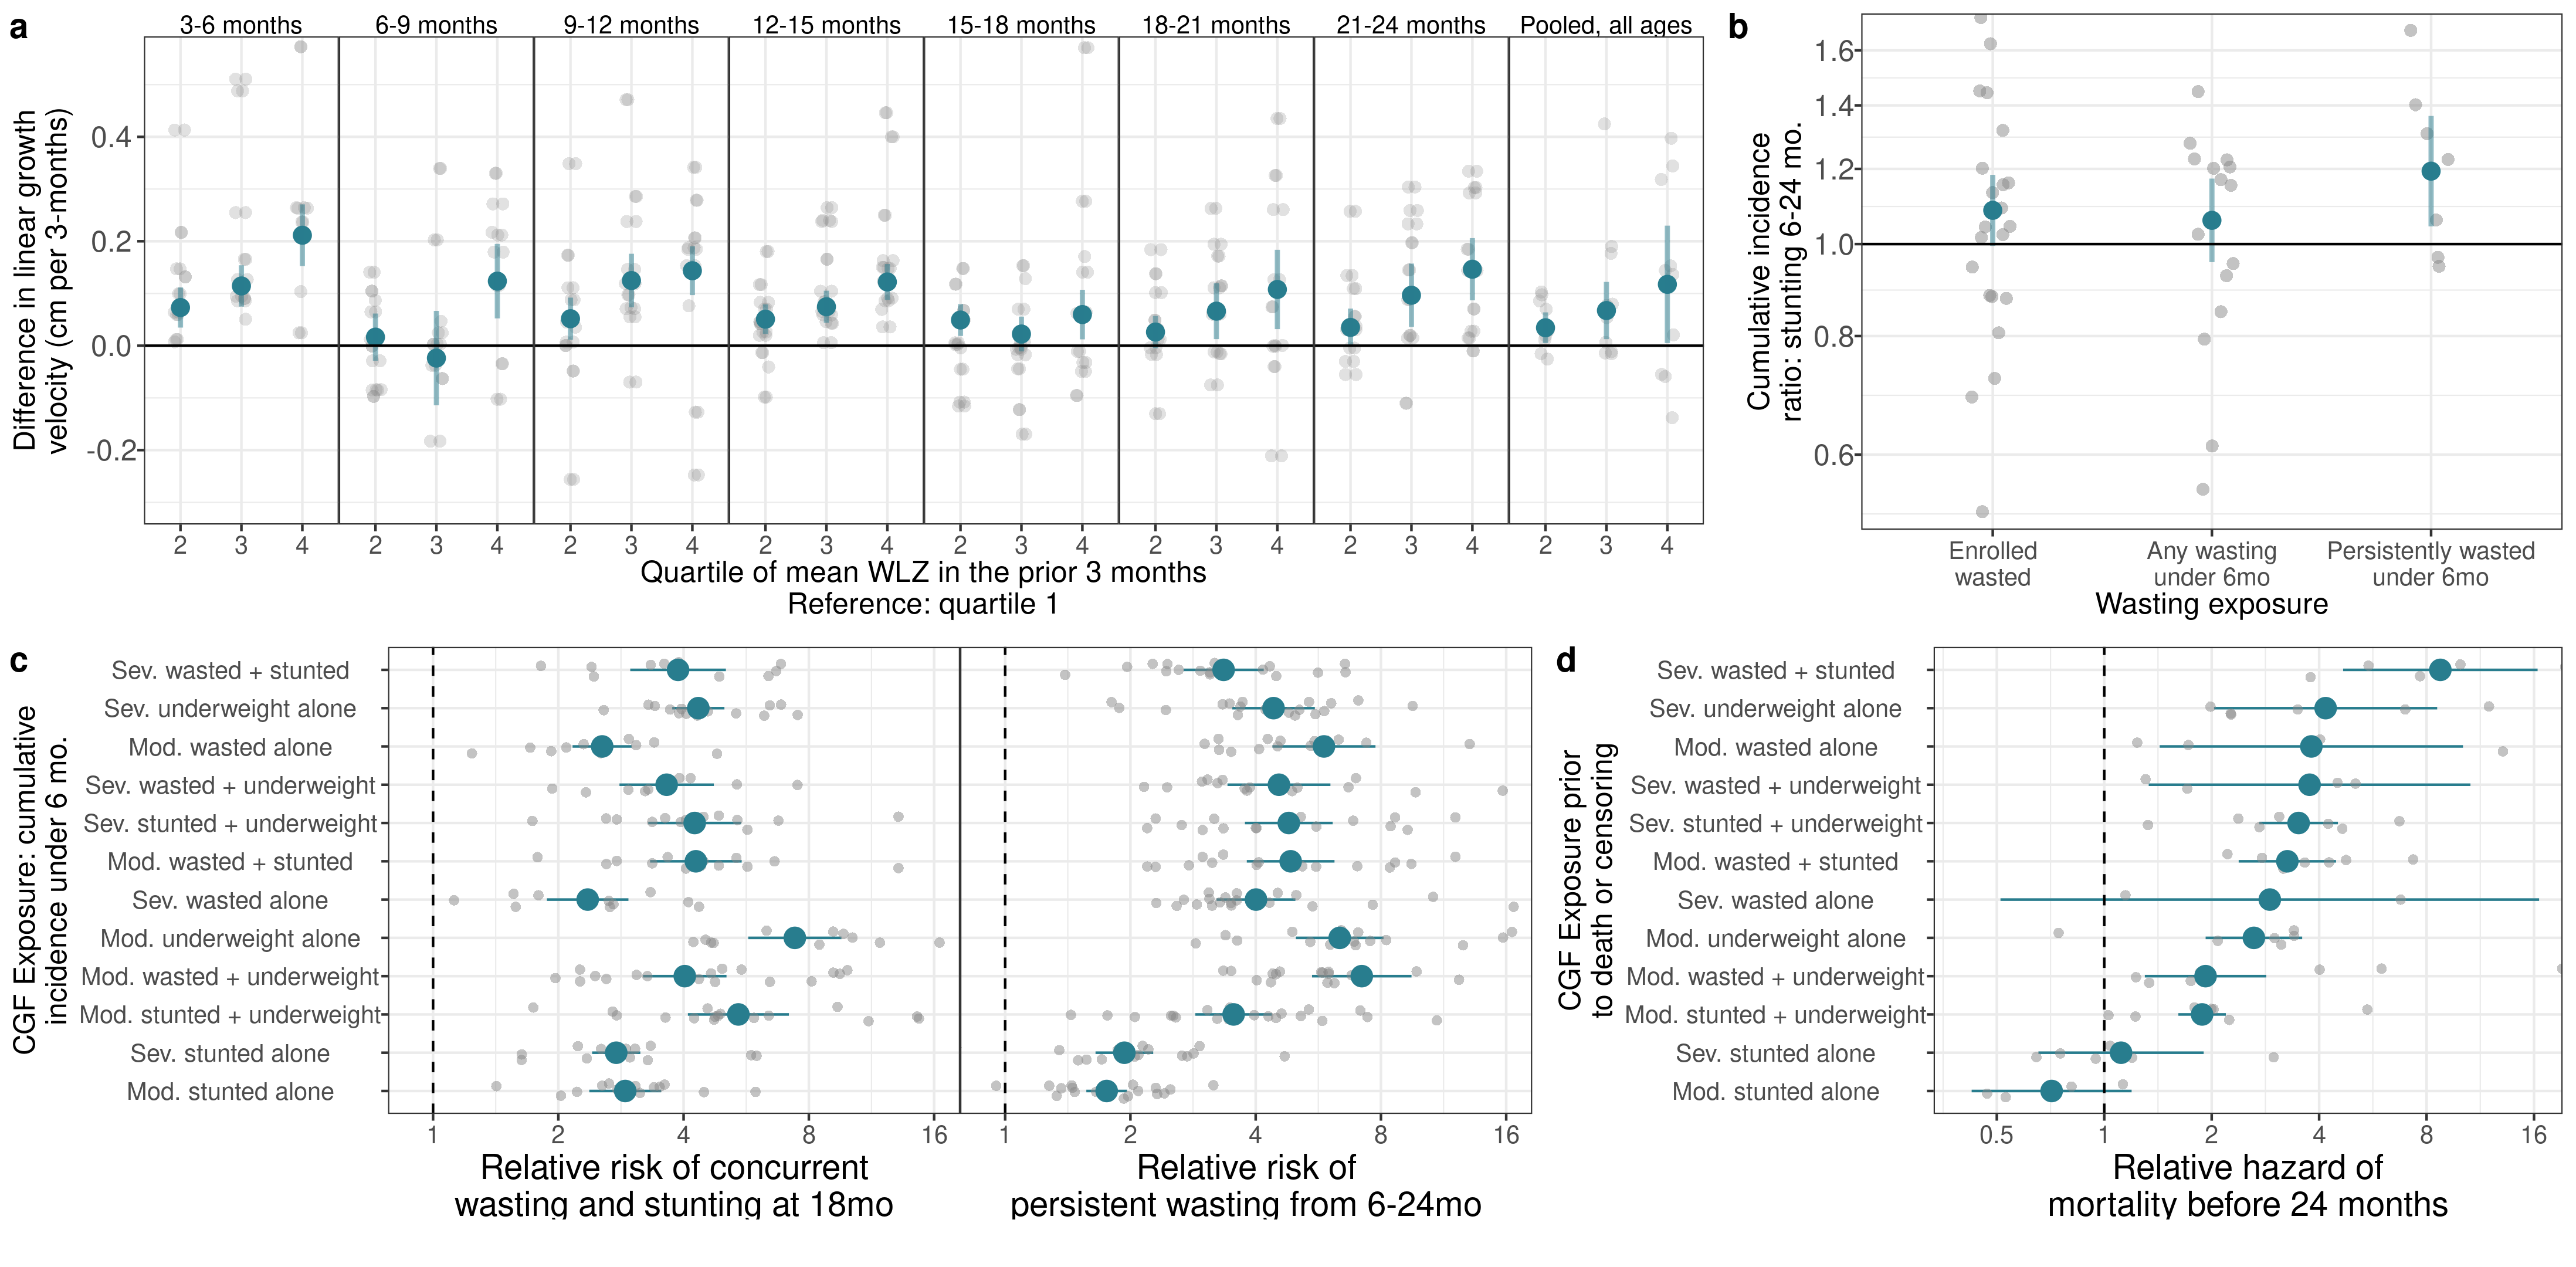 a
3-6 months
6-9 months
9-12 months
12-15 months
15-18 months
18-21 months
21-24 months
Pooled, all ages
Difference in linear growth
velocity (cm per 3-months)
0.4
0.2
0.0
-0.2
2 3 4 2 3 4 2 3 4 2 3 4 2 3 4 2 3 4 2 3 4 2 3 4
Quartile of mean WLZ in the prior 3 months
Reference: quartile 1
b
Cumulative incidence
ratio: stunting 6-24 mo.
1.6
1.4
1.2
1.0
0.8
0.6
Enrolled
wasted
Any wasting
under 6mo
Persistently wasted
under 6mo
Wasting exposure
c
CGF Exposure: cumulative
incidence under 6 mo.
Sev. wasted + stunted
Sev. underweight alone
Mod. wasted alone
Sev. wasted + underweight
Sev. stunted + underweight
Mod. wasted + stunted
Sev. wasted alone
Mod. underweight alone
Mod. wasted + underweight
Mod. stunted + underweight
Sev. stunted alone
Mod. stunted alone
1 2 4 8 16
1 2 4 8 16
Relative risk of concurrent
wasting and stunting at 18mo
Relative risk of
persistent wasting from 6-24mo
d
CGF Exposure prior
to death or censoring
Sev. wasted + stunted
Sev. underweight alone
Mod. wasted alone
Sev. wasted + underweight
Sev. stunted + underweight
Mod. wasted + stunted
Sev. wasted alone
Mod. underweight alone
Mod. wasted + underweight
Mod. stunted + underweight
Sev. stunted alone
Mod. stunted alone
0.5 1 2 4 8 16
Relative hazard of
mortality before 24 months